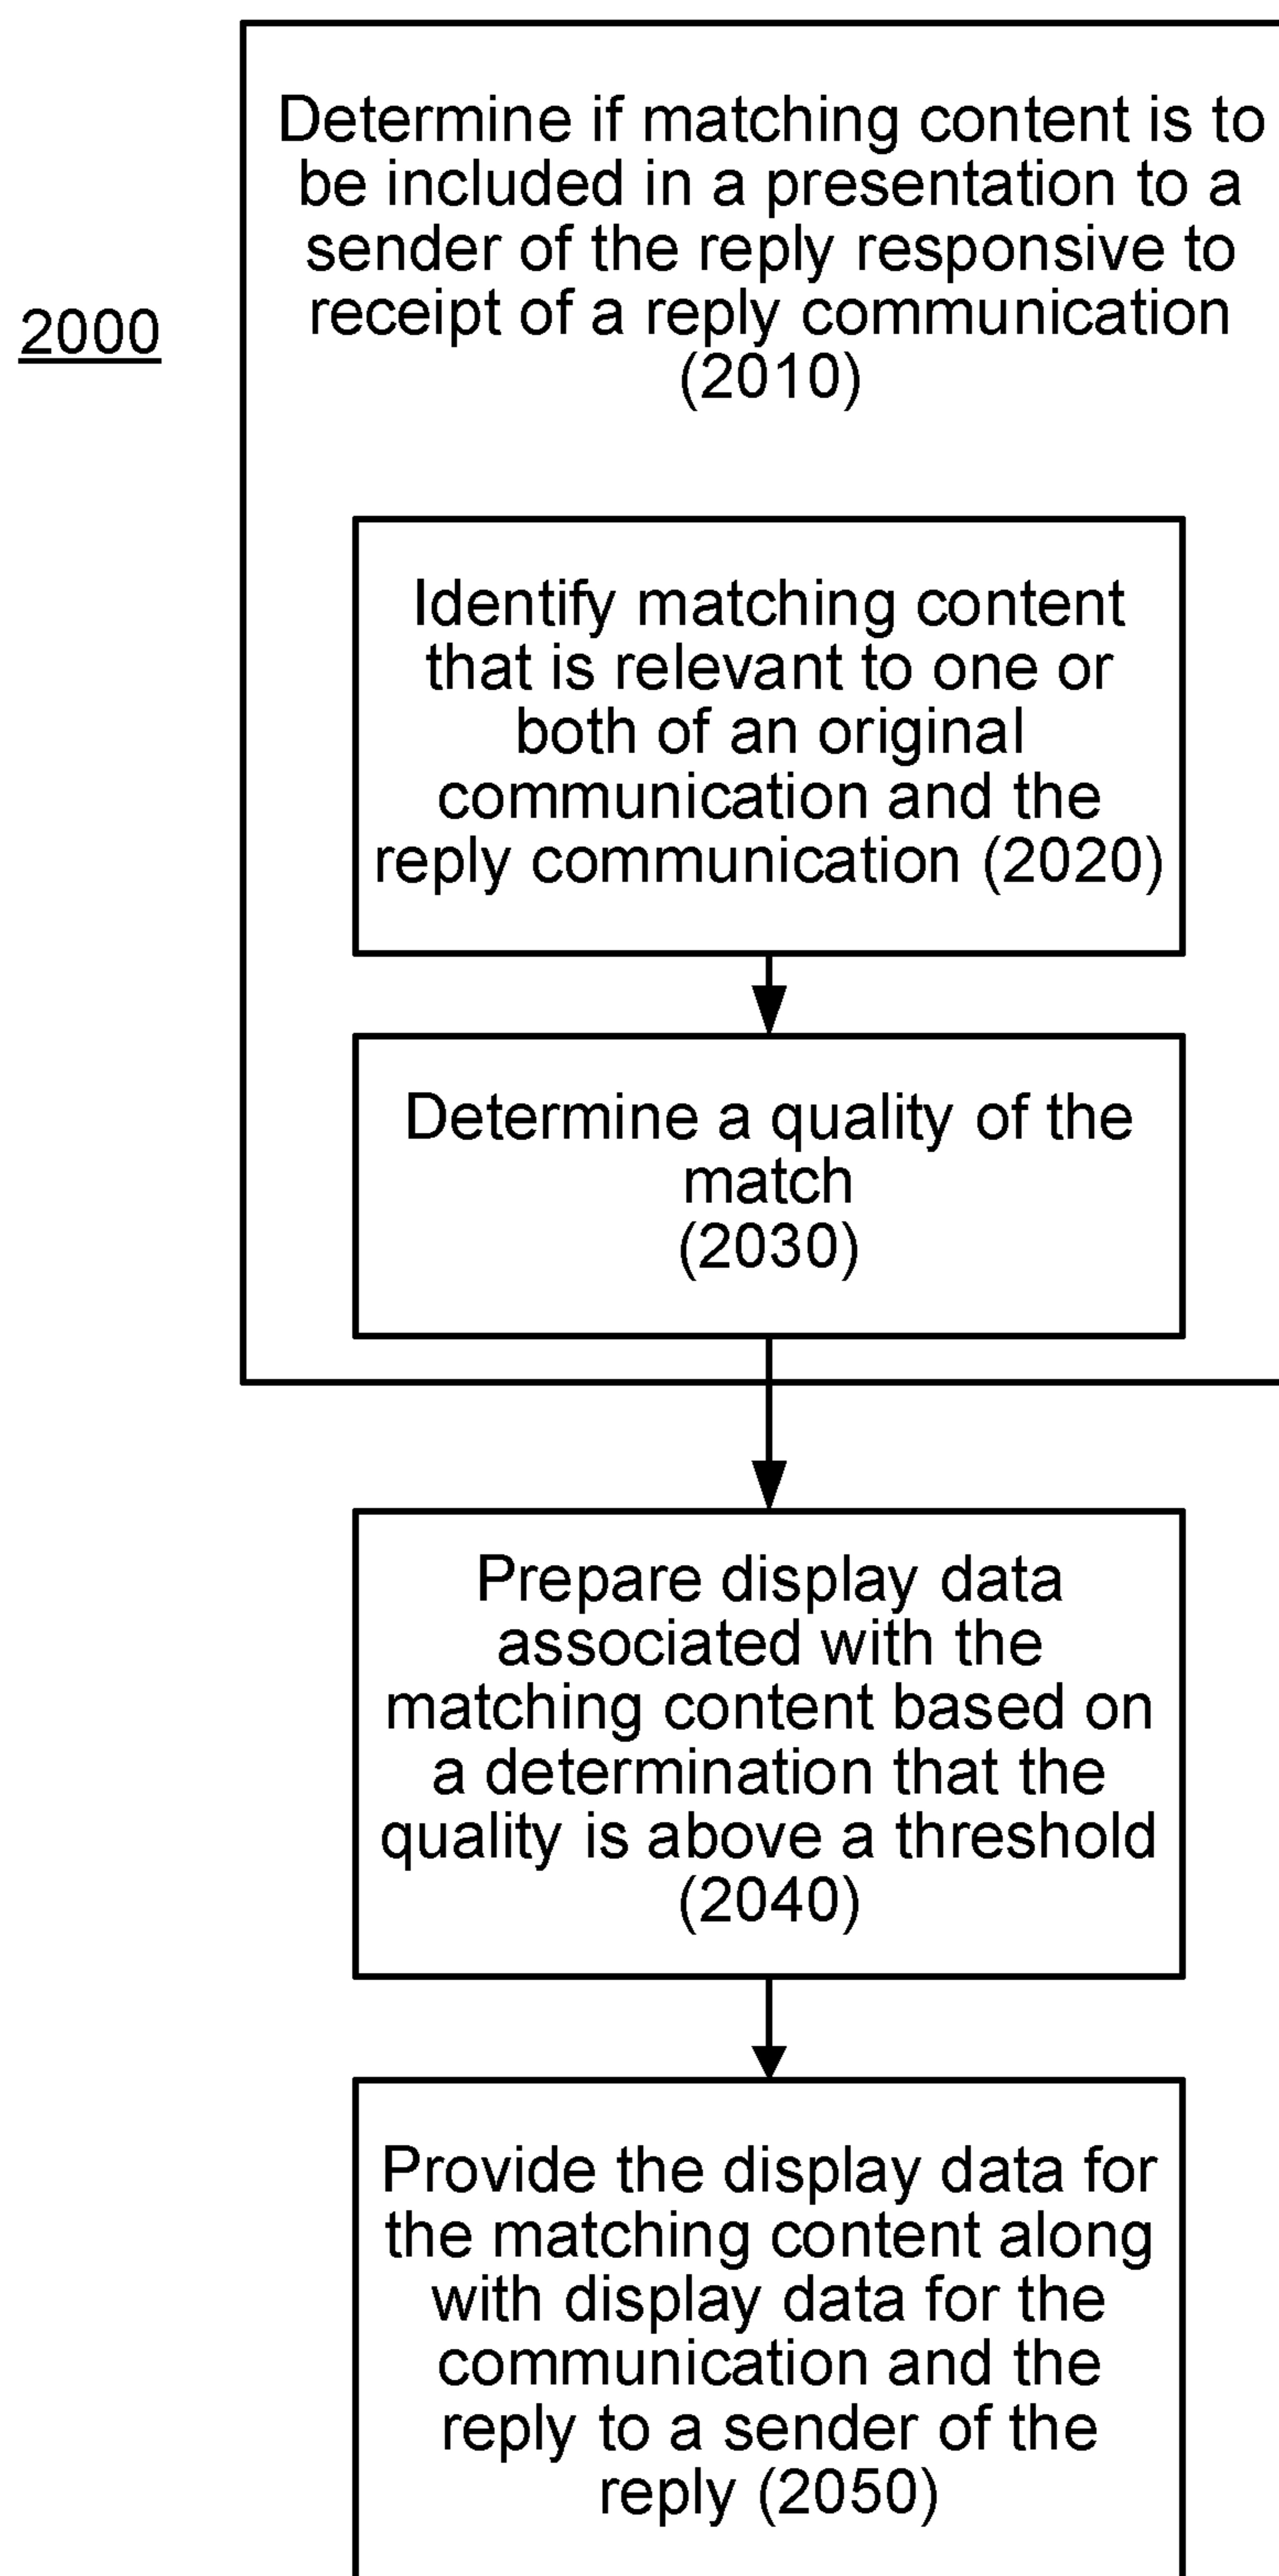 Determine if matching content is to
be included in a presentation to a
sender of the reply responsive to
receipt of a reply communication
(2010)
2000
Identify matching content
that is relevant to one or
both of an original
communication and the
reply communication (2020)
Determine a quality of the
match
(2030)
Prepare display data
associated with the
matching content based on
a determination that the
quality is above a threshold
(2040)
Provide the display data for
the matching content along
with display data for the
communication and the
reply to a sender of the
reply (2050)